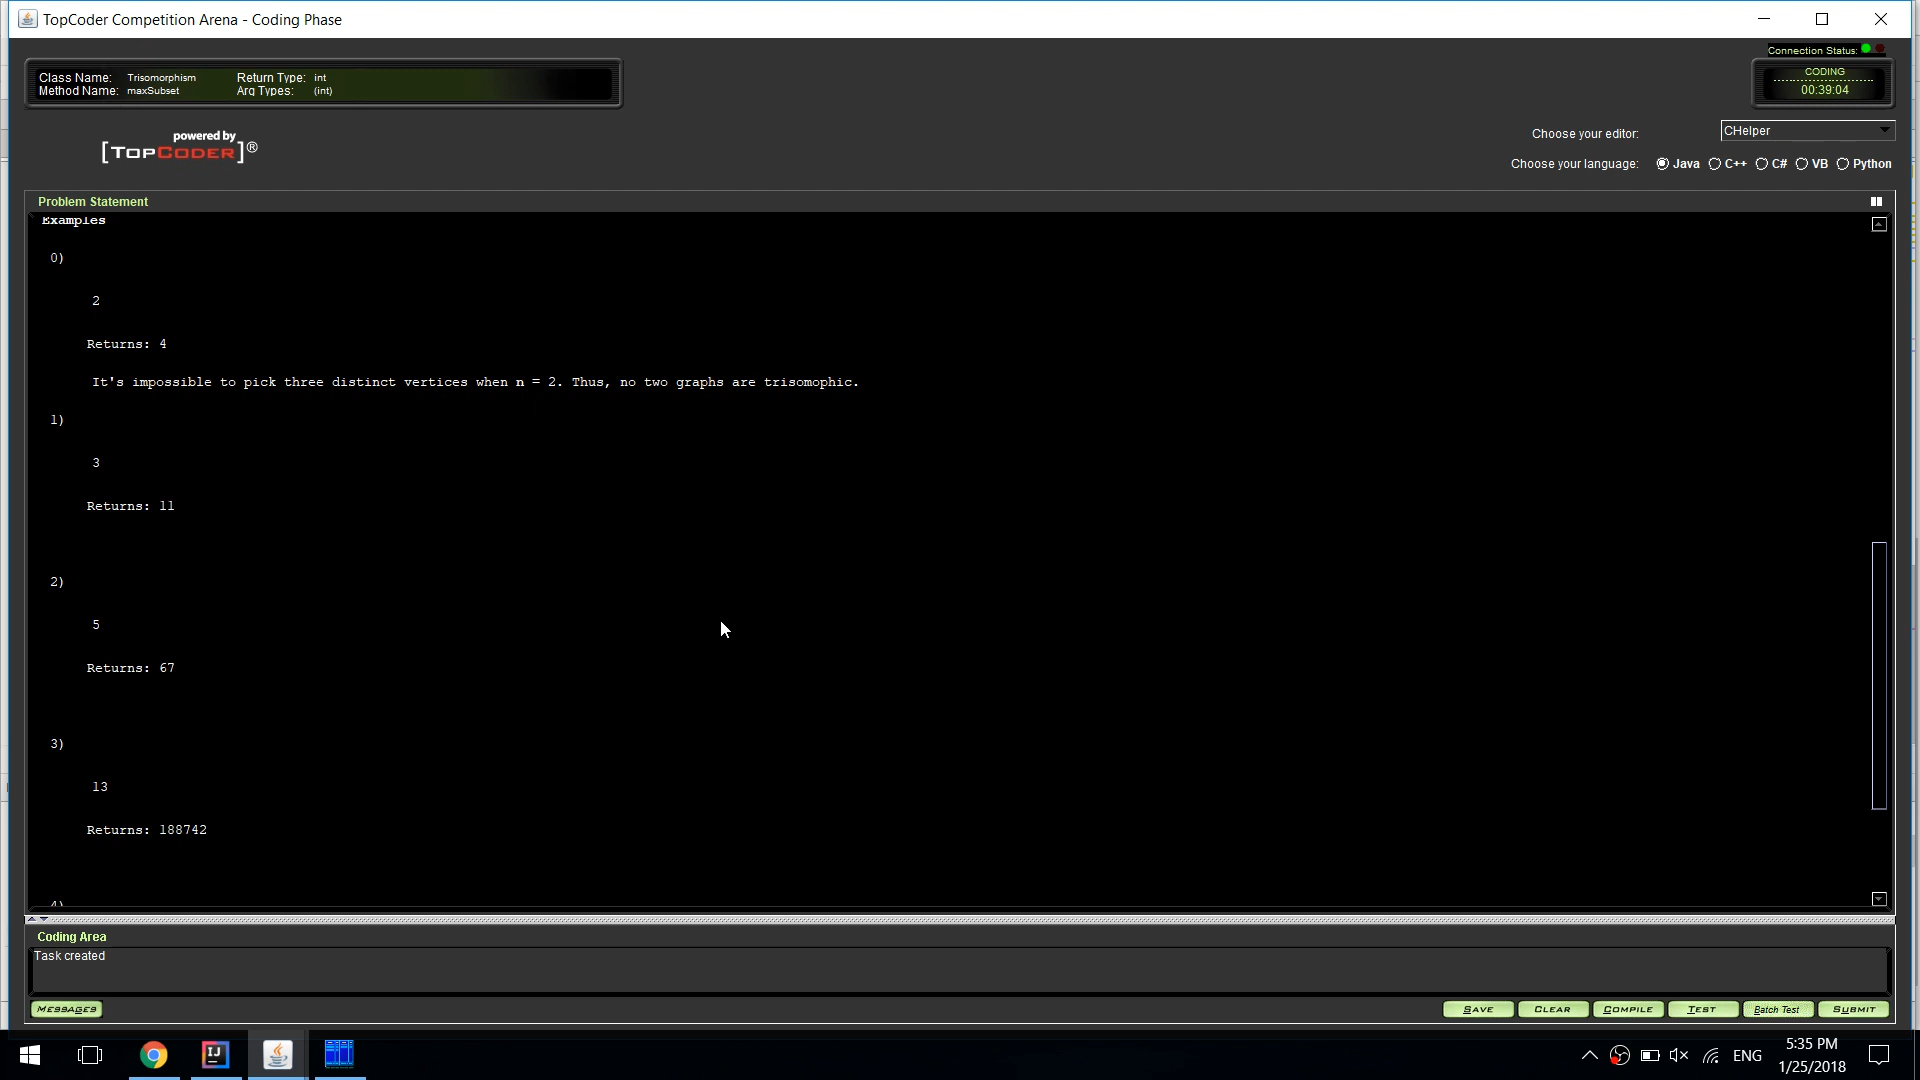 TopCoder Competition Arena - Coding Phase
Connection Status:
Class Name: Trisomorphism Return Type: int
Method Name: maxSubset Arg Types: (int)
CODING
00:39:04
powered by
[TOPCODER]®
Choose your editor: CHelper
Choose your language: Java C++ C# VB Python
Problem Statement
Examples
0)
2
Returns: 4
It's impossible to pick three distinct vertices when n = 2. Thus, no two graphs are trisomophic.
1)
3
Returns: 11
2)
5
Returns: 67
3)
13
Returns: 188742
4)
Coding Area
Task created
MESSAGES SAVE CLEAR COMPILE TEST Batch Test SUBMIT
IJ
ENG
5:35 PM
1/25/2018